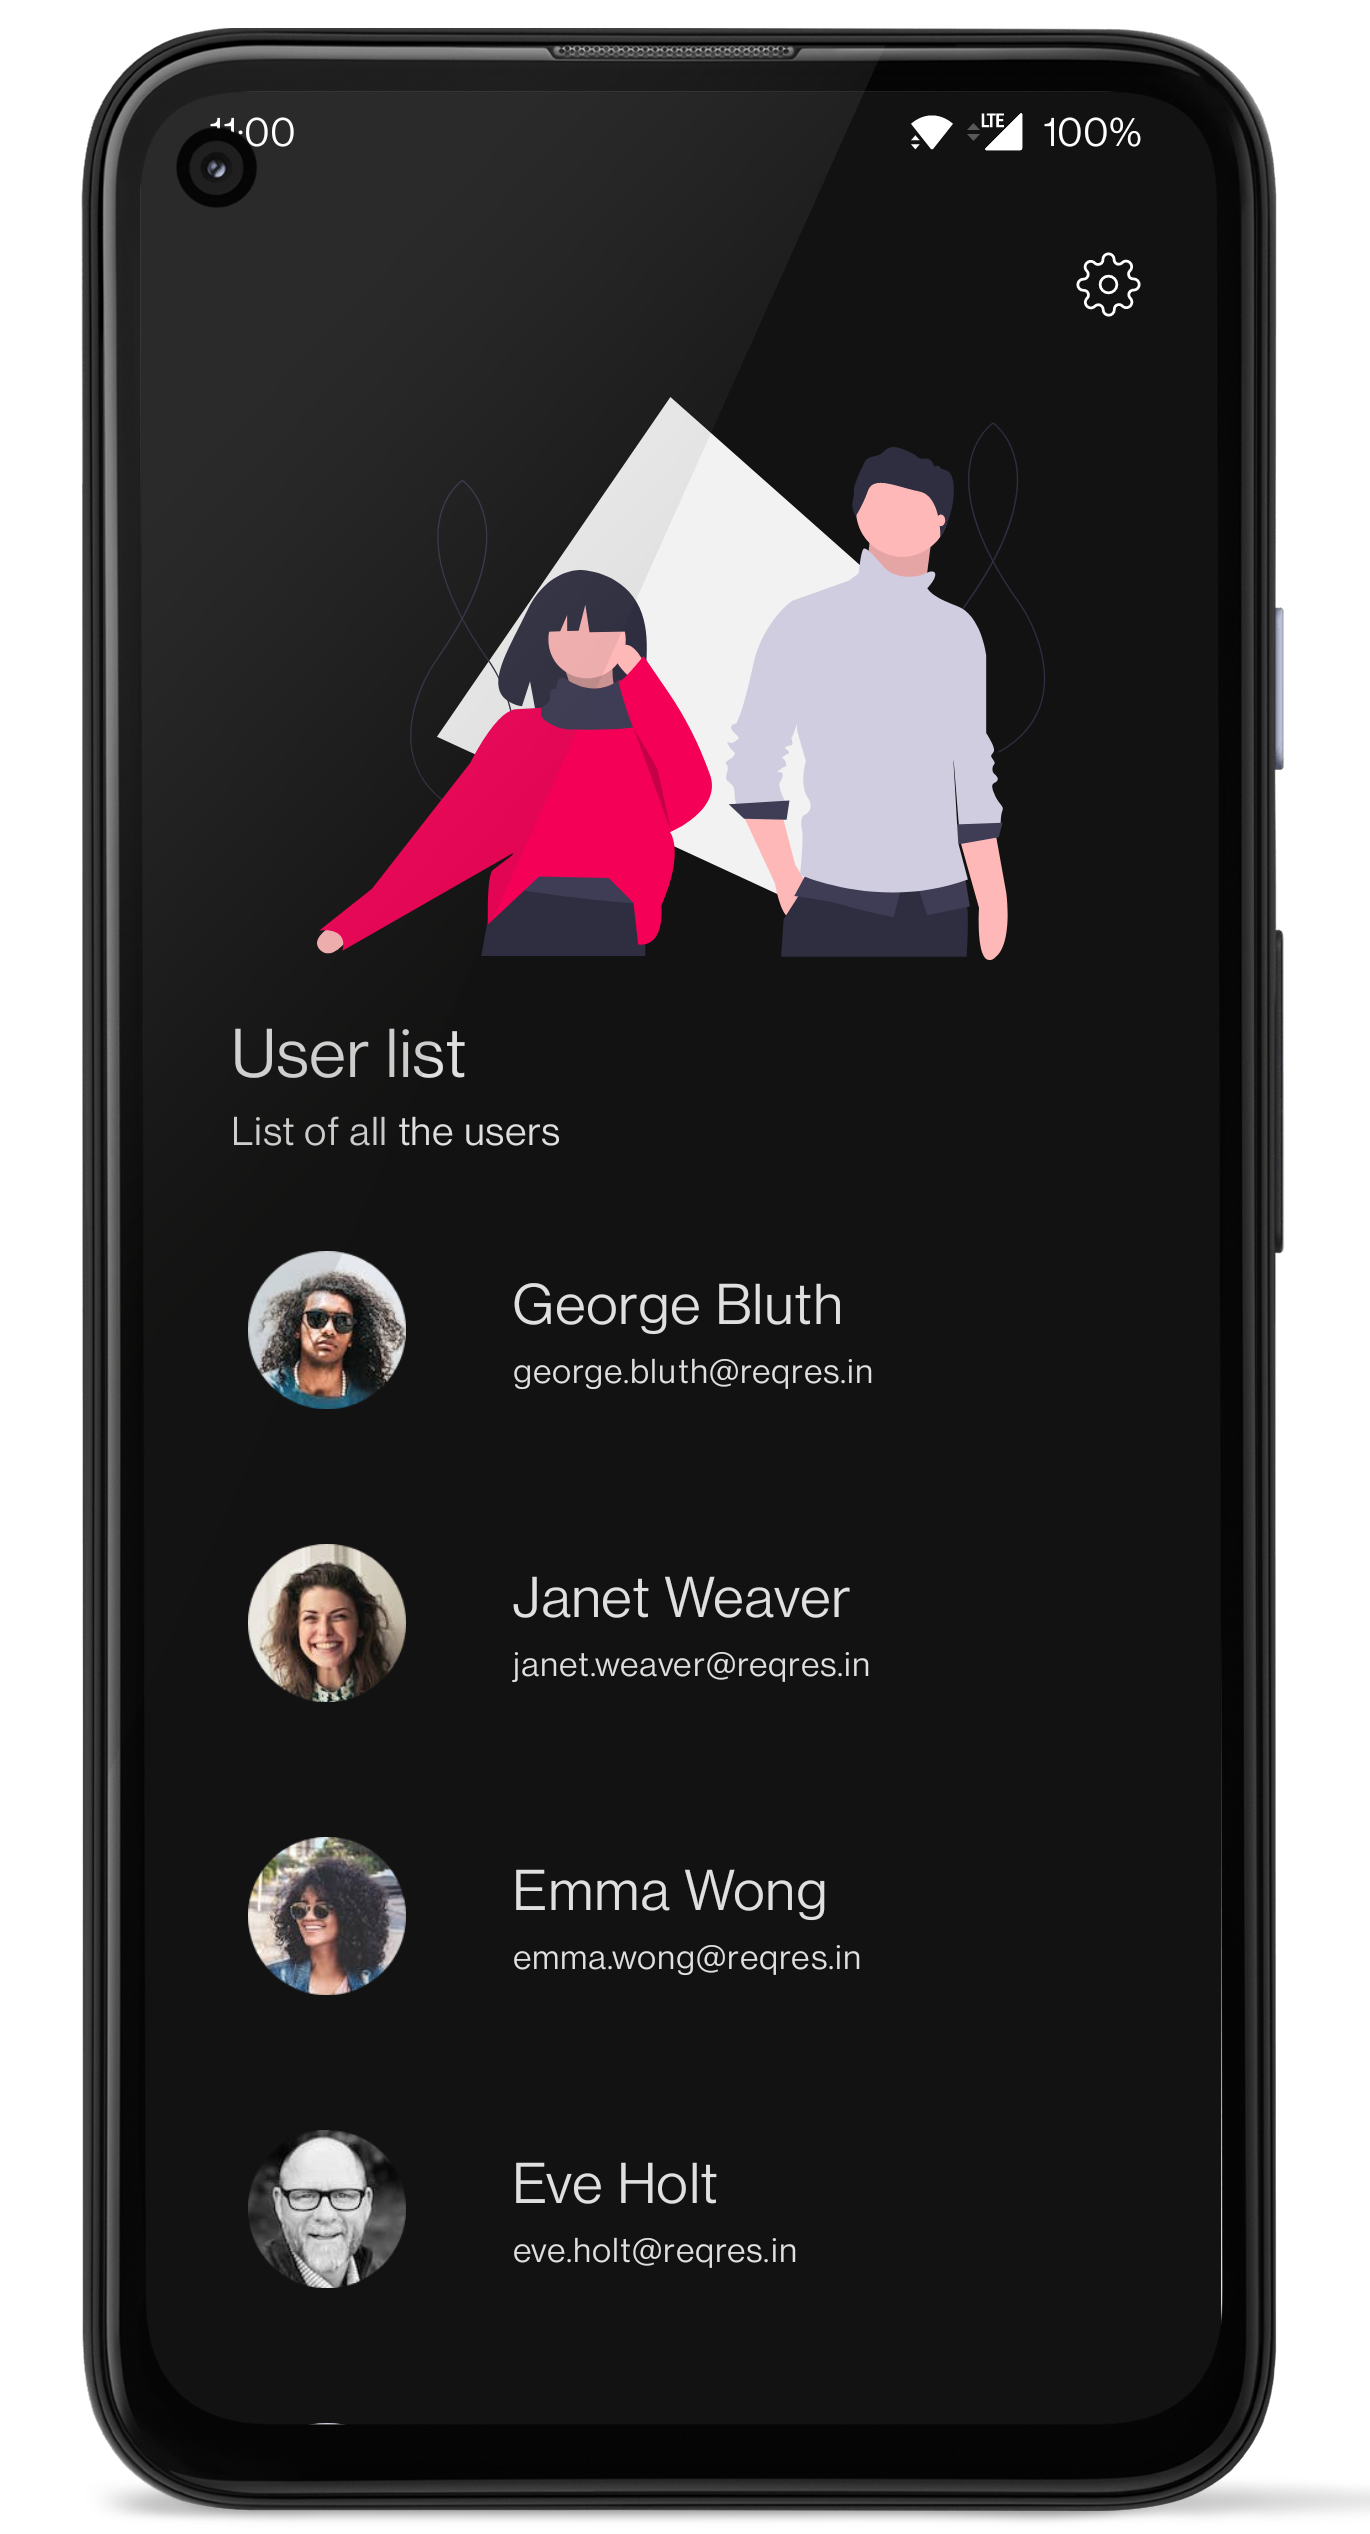 11:00 LTE 100%
User list
List of all the users
George Bluth
george.bluth@reqres.in
Janet Weaver
janet.weaver@reqres.in
Emma Wong
emma.wong@reqres.in
Eve Holt
eve.holt@reqres.in